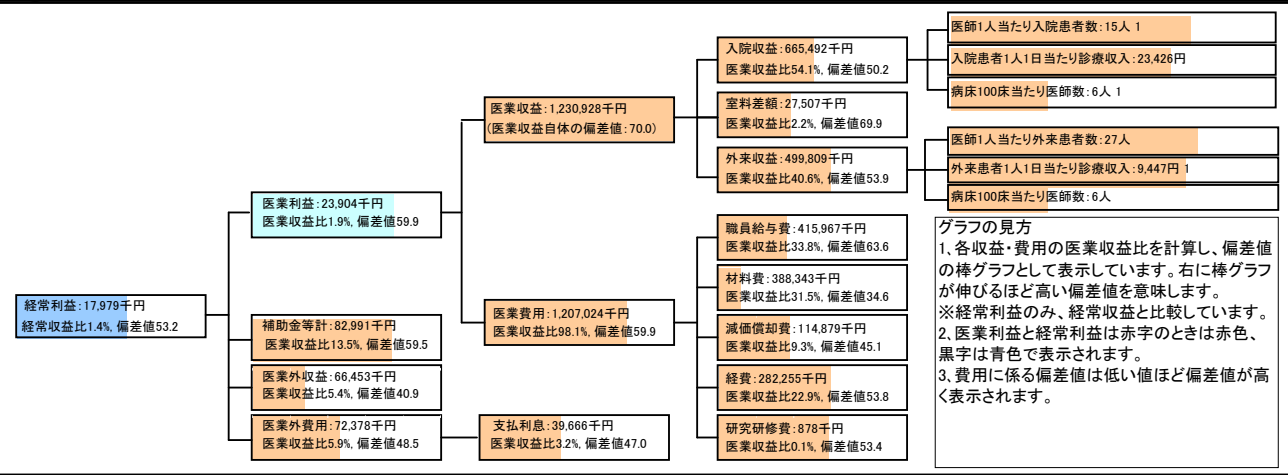 経常利益：17,979千円
経常収益比1.4%, 偏差値53.2
医業利益：23,904千円
医業収益比1.9%, 偏差値59.9
補助金等計：82,991千円
医業収益比13.5%, 偏差値59.5
医業外収益：66,453千円
医業収益比5.4%, 偏差値40.9
医業外費用：72,378千円
医業収益比5.9%, 偏差値48.5
医業収益：1,230,928千円
(医業収益自体の偏差値：70.0)
医業費用：1,207,024千円
医業収益比98.1%, 偏差値59.9
支払利息：39,666千円
医業収益比3.2%, 偏差値47.0
入院収益：665,492千円
医業収益比54.1%, 偏差値50.2
室料差額：27,507千円
医業収益比2.2%, 偏差値69.9
外来収益：499,809千円
医業収益比40.6%, 偏差値53.9
職員給与費：415,967千円
医業収益比33.8%, 偏差値63.6
材料費：388,343千円
医業収益比31.5%, 偏差値34.6
減価償却費：114,879千円
医業収益比9.3%, 偏差値45.1
経費：282,255千円
医業収益比22.9%, 偏差値53.8
研究研修費：878千円
医業収益比0.1%, 偏差値53.4
医師1人当たり入院患者数：15人 1
入院患者1人1日当たり診療収入：23,426円
病床100床当たり医師数：6人 1
医師1人当たり外来患者数：27人
外来患者1人1日当たり診療収入：9,447円 1
病床100床当たり医師数：6人
グラフの見方
1、各収益・費用の医業収益比を計算し、偏差値
の棒グラフとして表示しています。右に棒グラフ
が伸びるほど高い偏差値を意味します。
※経常利益のみ、経常収益と比較しています。
2、医業利益と経常利益は赤字のときは赤色、
黒字は青色で表示されます。
3、費用に係る偏差値は低い値ほど偏差値が高
く表示されます。